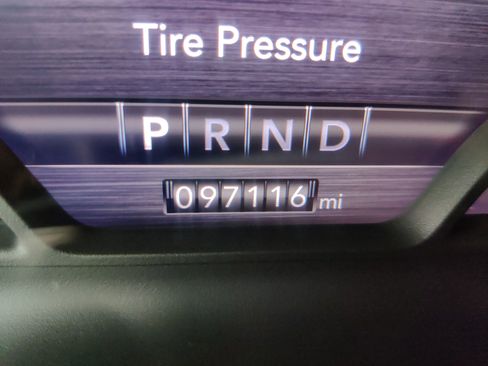 Tire Pressure
P R N D
097116 mi